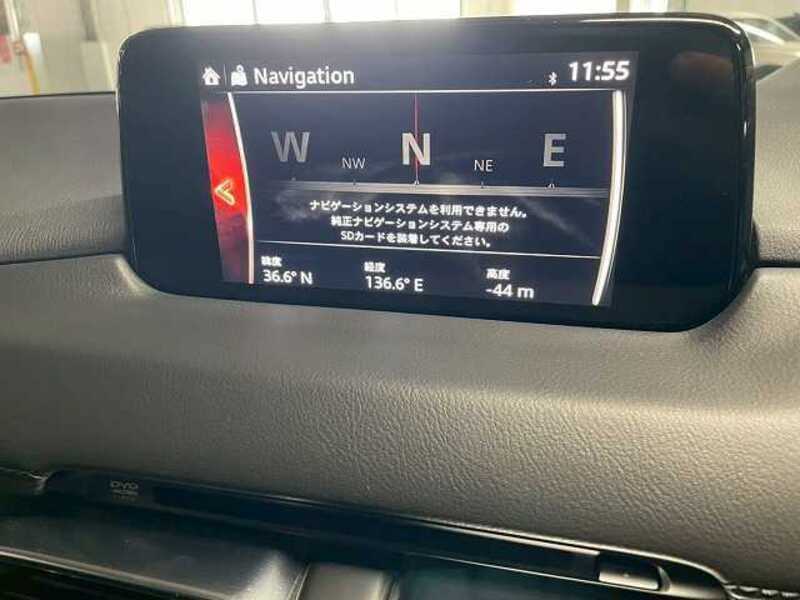 Navigation
11:55
W NW N NE E
ナビゲーションシステムを利用できません。
純正ナビゲーションシステム専用の
SDカードを装着してください。
緯度 経度 高度
36.6° N 136.6° E -44 m
DVD